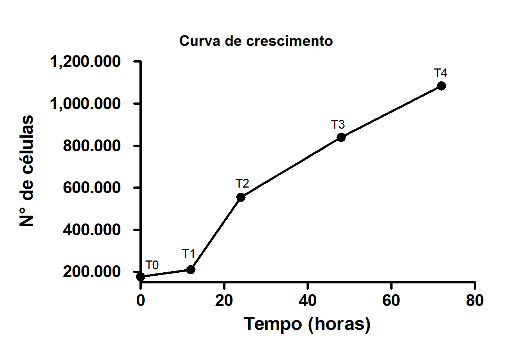 Curva de crescimento
N° de células
1,200.000
1,000.000
800.000
600.000
400.000
200.000
T0
T1
T2
T3
T4
0
20
40
60
80
Tempo (horas)